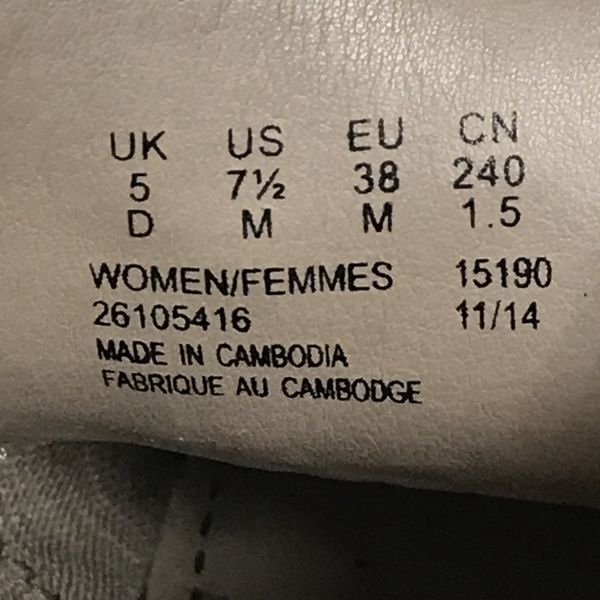 UK US EU CN
5 7½ 38 240
D M M 1.5
WOMEN/FEMMES 15190
26105416 11/14
MADE IN CAMBODIA
FABRIQUE AU CAMBODGE